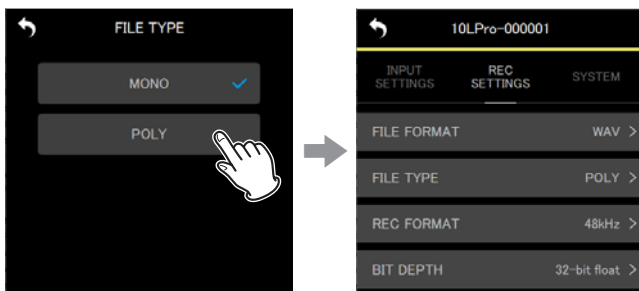 FILE TYPE
MONO
POLY
10LPro-000001
INPUT SETTINGS
REC SETTINGS
SYSTEM
FILE FORMAT WAV >
FILE TYPE POLY >
REC FORMAT 48kHz >
BIT DEPTH 32-bit float >